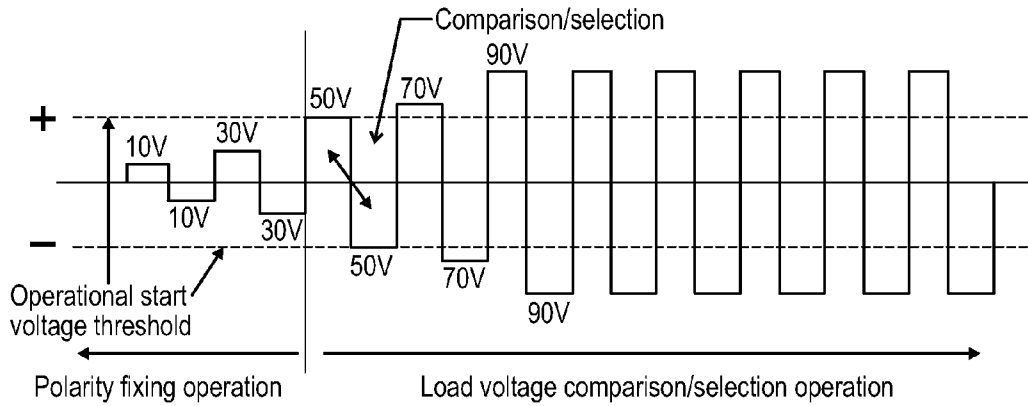 Comparison/selection
90V
70V
50V
+
30V
10V
10V
30V
−
50V
70V
90V
Operational start
voltage threshold
Polarity fixing operation
Load voltage comparison/selection operation